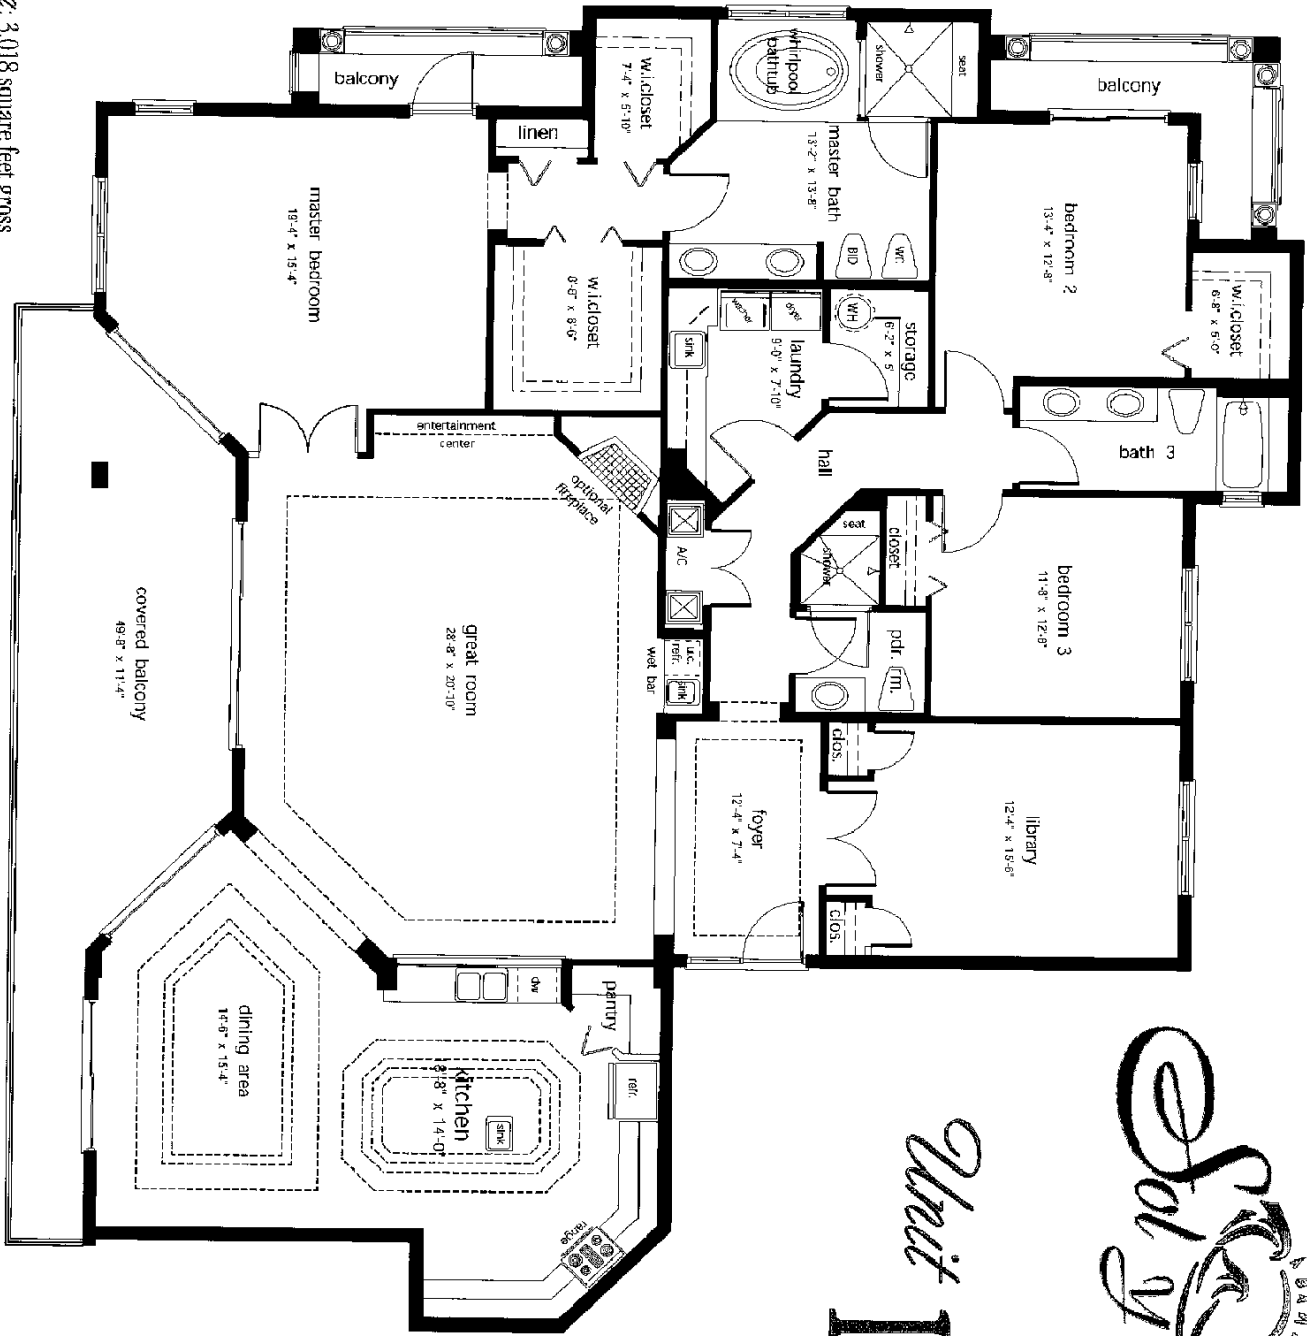 balcony
linen
w.i.closet
7'-4" x 5'-10"
whirlpool
bathtub
shower
seat
balcony
master bath
13'-2" x 13'-8"
master bedroom
19'-4" x 15'-4"
w.i.closet
8'-8" x 8'-6"
BID
WC
bedroom 2
13'-4" x 12'-8"
w.i.closet
6'-8" x 5'-0"
washer
dryer
sink
laundry
9'-0" x 7'-10"
WH
storage
6'-2" x 5'
entertainment
center
optional
fireplace
hall
bath 3
A/C
seat
shower
closet
bedroom 3
11'-8" x 12'-8"
covered balcony
49'-8" x 11'-4"
great room
28'-8" x 20'-10"
wet bar
u.c.
refr.
sink
pdr. rm.
clos.
foyer
12'-4" x 7'-4"
library
12'-4" x 15'-6"
clos.
dining area
14'-6" x 15'-4"
dw
pantry
refr.
kitchen
8'-8" x 14'-0"
sink
range
Sol y
Unit
3,018 square feet gross